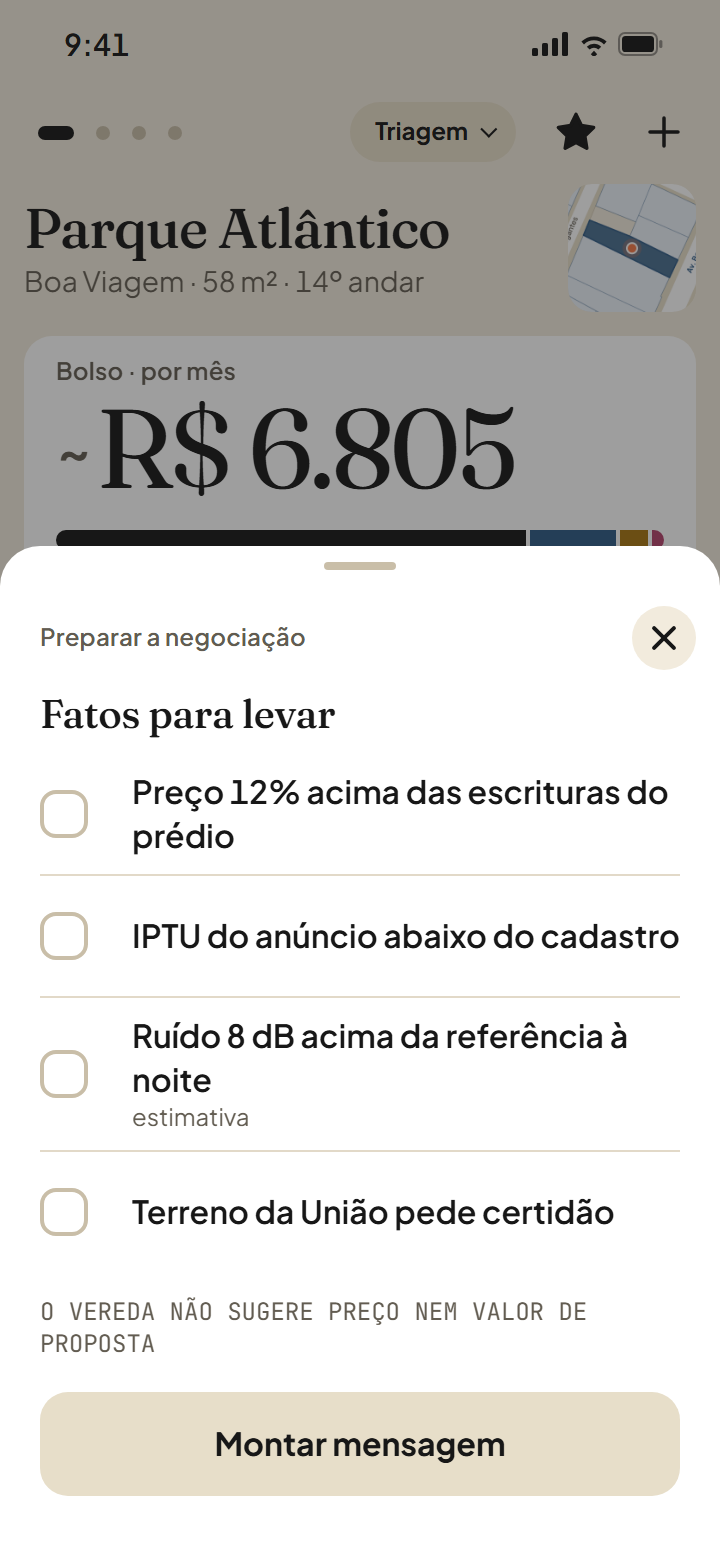 9:41
Triagem
Parque Atlântico
Boa Viagem · 58 m² · 14º andar
Bolso · por mês
~R$ 6.805
Preparar a negociação
Fatos para levar
Preço 12% acima das escrituras do
prédio
IPTU do anúncio abaixo do cadastro
Ruído 8 dB acima da referência à
noite
estimativa
Terreno da União pede certidão
O VEREDA NÃO SUGERE PREÇO NEM VALOR DE
PROPOSTA
Montar mensagem